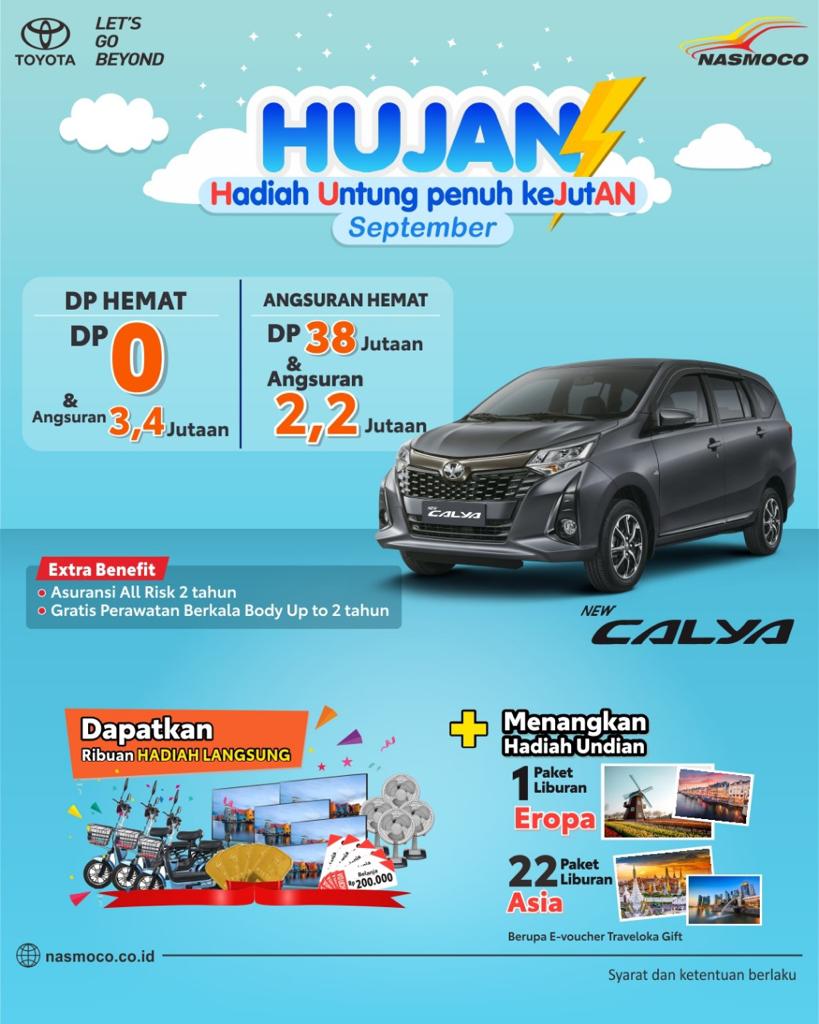 TOYOTA
LET'S
GO
BEYOND
NASMOCO
HUJAN
Hadiah Untung penuh keJutAN
September
DP HEMAT
DP 0
&
Angsuran 3,4 Jutaan
ANGSURAN HEMAT
DP 38 Jutaan
&
Angsuran
2,2 Jutaan
NEW CALYA
Extra Benefit
• Asuransi All Risk 2 tahun
• Gratis Perawatan Berkala Body Up to 2 tahun
NEW
CALYA
Dapatkan
Ribuan HADIAH LANGSUNG
Belanja
Rp 200.000
+ Menangkan
Hadiah Undian
1 Paket
Liburan
Eropa
22 Paket
Liburan
Asia
Berupa E-voucher Traveloka Gift
nasmoco.co.id
Syarat dan ketentuan berlaku